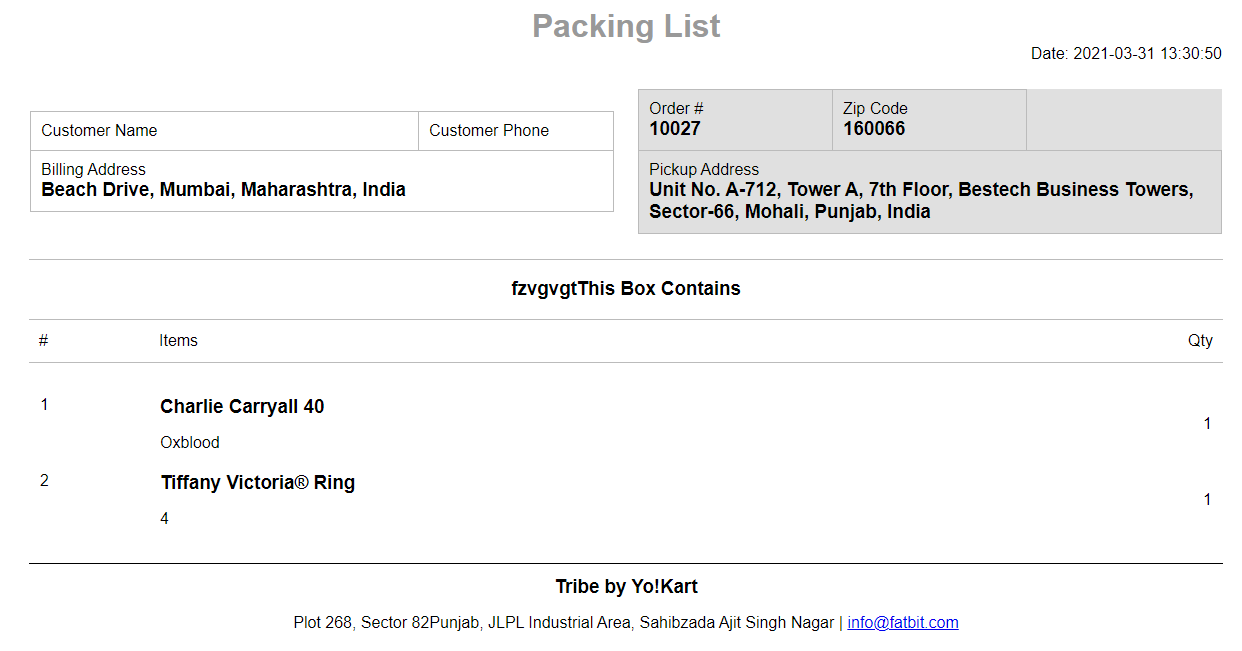 Packing List
Date: 2021-03-31 13:30:50
Customer Name
Customer Phone
Billing Address
Beach Drive, Mumbai, Maharashtra, India
Order #
10027
Zip Code
160066
Pickup Address
Unit No. A-712, Tower A, 7th Floor, Bestech Business Towers,
Sector-66, Mohali, Punjab, India
fzvgvgtThis Box Contains
# Items Qty
1 Charlie Carryall 40 1
Oxblood
2 Tiffany Victoria® Ring 1
4
Tribe by Yo!Kart
Plot 268, Sector 82Punjab, JLPL Industrial Area, Sahibzada Ajit Singh Nagar | info@fatbit.com